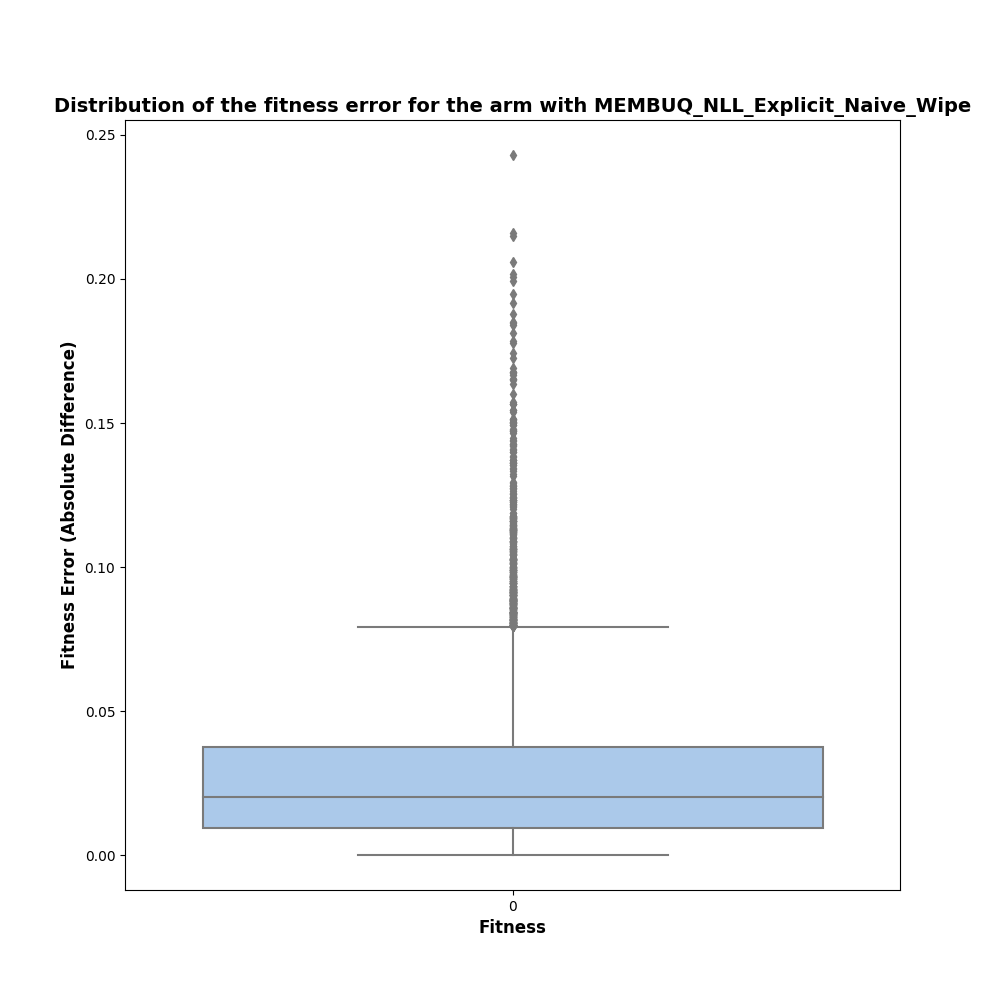 Distribution of the fitness error for the arm with MEMBUQ_NLL_Explicit_Naive_Wipe
0.25
0.20
0.15
0.10
0.05
0.00
Fitness Error (Absolute Difference)
0
Fitness